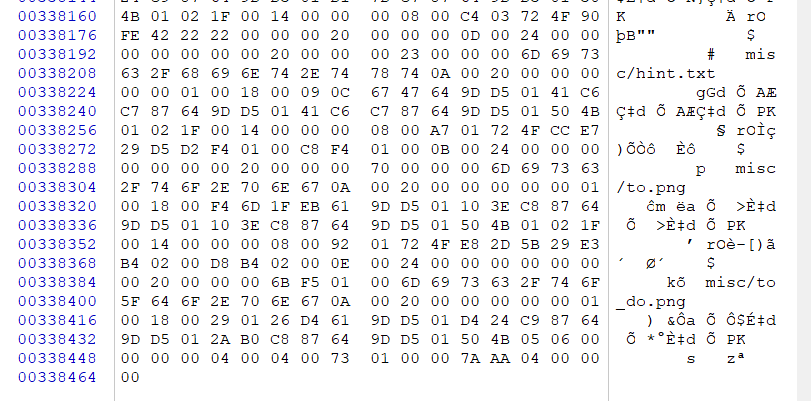 00338160 4B 01 02 1F 00 14 00 00 00 08 00 C4 03 72 4F 90 K Ä rO
00338176 FE 42 22 22 00 00 00 20 00 00 00 0D 00 24 00 00 þB"" $
00338192 00 00 00 00 00 20 00 00 00 23 00 00 00 6D 69 73 # mis
00338208 63 2F 68 69 6E 74 2E 74 78 74 0A 00 20 00 00 00 c/hint.txt
00338224 00 00 01 00 18 00 09 0C 67 47 64 9D D5 01 41 C6 gGd Õ AÆ
00338240 C7 87 64 9D D5 01 41 C6 C7 87 64 9D D5 01 50 4B Ç‡d Õ AÆÇ‡d Õ PK
00338256 01 02 1F 00 14 00 00 00 08 00 A7 01 72 4F CC E7 § rOÌç
00338272 29 D5 D2 F4 01 00 C8 F4 01 00 0B 00 24 00 00 00 )ÕÒô Èô $
00338288 00 00 00 00 20 00 00 00 70 00 00 00 6D 69 73 63 p misc
00338304 2F 74 6F 2E 70 6E 67 0A 00 20 00 00 00 00 00 01 /to.png
00338320 00 18 00 F4 6D 1F EB 61 9D D5 01 10 3E C8 87 64 ôm ëa Õ >È‡d
00338336 9D D5 01 10 3E C8 87 64 9D D5 01 50 4B 01 02 1F Õ >È‡d Õ PK
00338352 00 14 00 00 00 08 00 92 01 72 4F E8 2D 5B 29 E3 ’ rOè-[)ã
00338368 B4 02 00 D8 B4 02 00 0E 00 24 00 00 00 00 00 00 ´ Ø´ $
00338384 00 20 00 00 00 6B F5 01 00 6D 69 73 63 2F 74 6F kõ misc/to
00338400 5F 64 6F 2E 70 6E 67 0A 00 20 00 00 00 00 00 01 _do.png
00338416 00 18 00 29 01 26 D4 61 9D D5 01 D4 24 C9 87 64 ) &Ôa Õ Ô$É‡d
00338432 9D D5 01 2A B0 C8 87 64 9D D5 01 50 4B 05 06 00 Õ *°È‡d Õ PK
00338448 00 00 00 04 00 04 00 73 01 00 00 7A AA 04 00 00 s zª
00338464 00